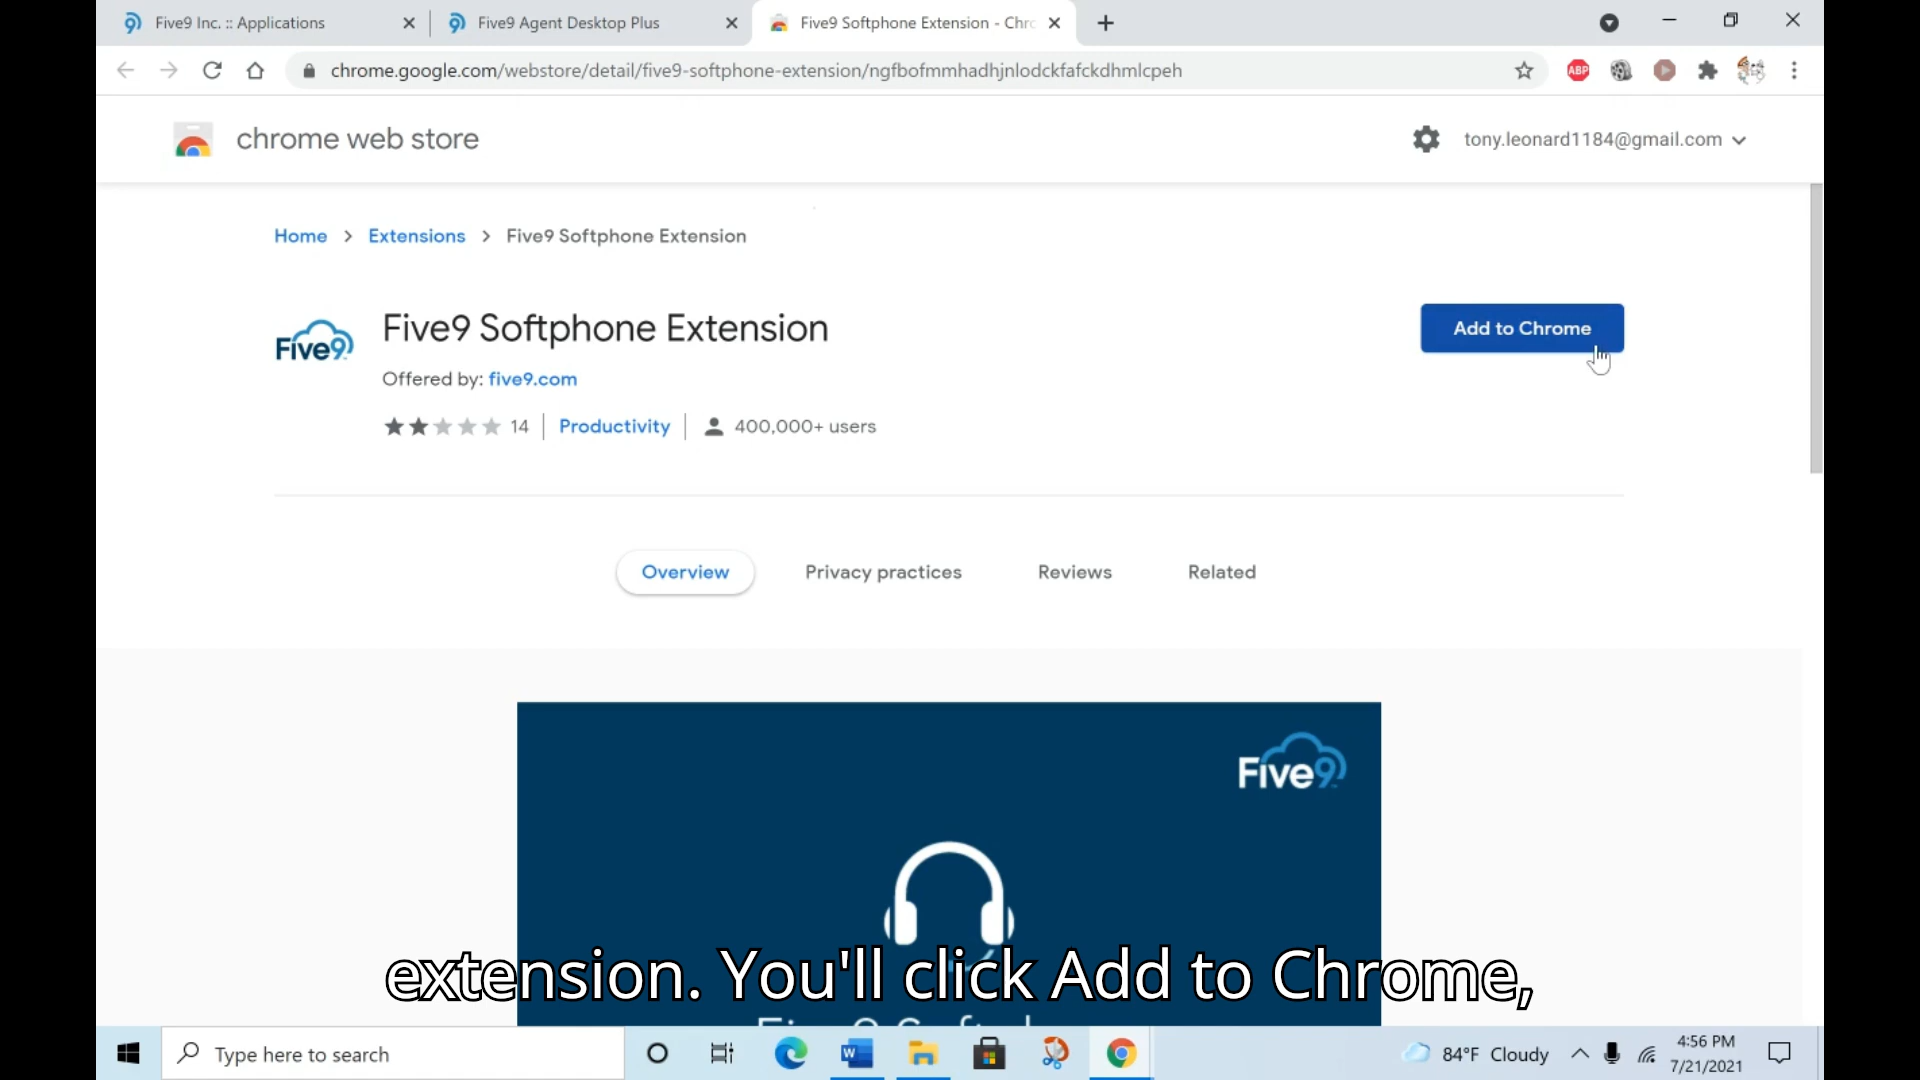 Five9 Inc. :: Applications
Five9 Agent Desktop Plus
Five9 Softphone Extension - Chro
chrome.google.com/webstore/detail/five9-softphone-extension/ngfbofmmhadhjnlodckfafckdhmlcpeh
ABP
chrome web store
tony.leonard1184@gmail.com
Home > Extensions > Five9 Softphone Extension
Five9
Five9 Softphone Extension
Add to Chrome
Offered by: five9.com
14
Productivity
400,000+ users
Overview
Privacy practices
Reviews
Related
Five9
extension. You'll click Add to Chrome,
Type here to search
84°F Cloudy
4:56 PM
7/21/2021